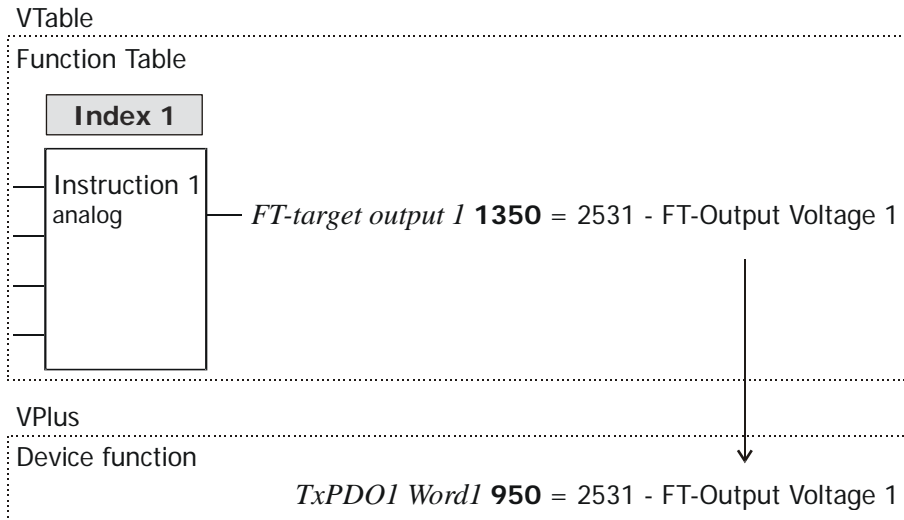 VTable
Function Table
Index 1
Instruction 1
analog
FT-target output 1 1350 = 2531 - FT-Output Voltage 1
VPlus
Device function
TxPDO1 Word1 950 = 2531 - FT-Output Voltage 1